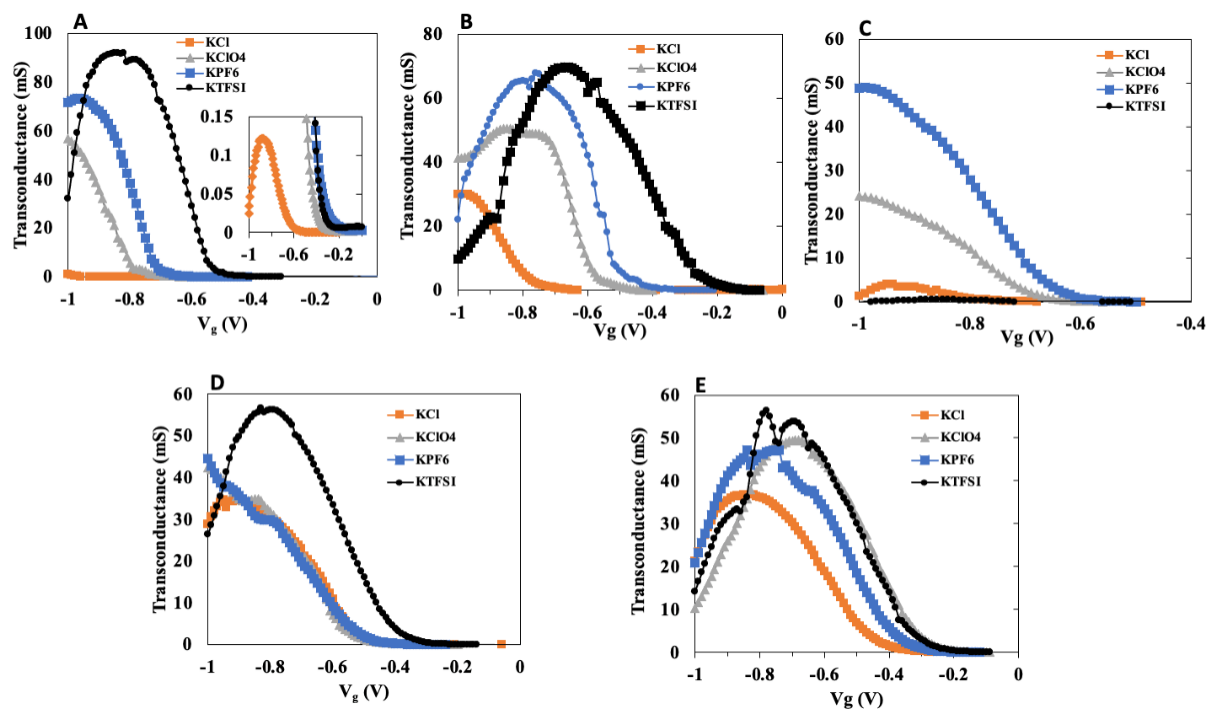 A
Transconductance (mS)
100
80
60
40
20
0
-1
-0.8
-0.6
-0.4
-0.2
0
Vg (V)
KCl
KClO4
KPF6
KTFSI
0.15
0.1
0.05
0
-1
-0.6
-0.2
B
Transconductance (mS)
80
60
40
20
0
-1
-0.8
-0.6
-0.4
-0.2
0
Vg (V)
KCl
KClO4
KPF6
KTFSI
C
Transconductance (mS)
60
50
40
30
20
10
0
-1
-0.8
-0.6
-0.4
Vg (V)
KCl
KClO4
KPF6
KTFSI
D
Transconductance (mS)
60
50
40
30
20
10
0
-1
-0.8
-0.6
-0.4
-0.2
0
Vg (V)
KCl
KClO4
KPF6
KTFSI
E
Transconductance (mS)
60
50
40
30
20
10
0
-1
-0.8
-0.6
-0.4
-0.2
0
Vg (V)
KCl
KClO4
KPF6
KTFSI